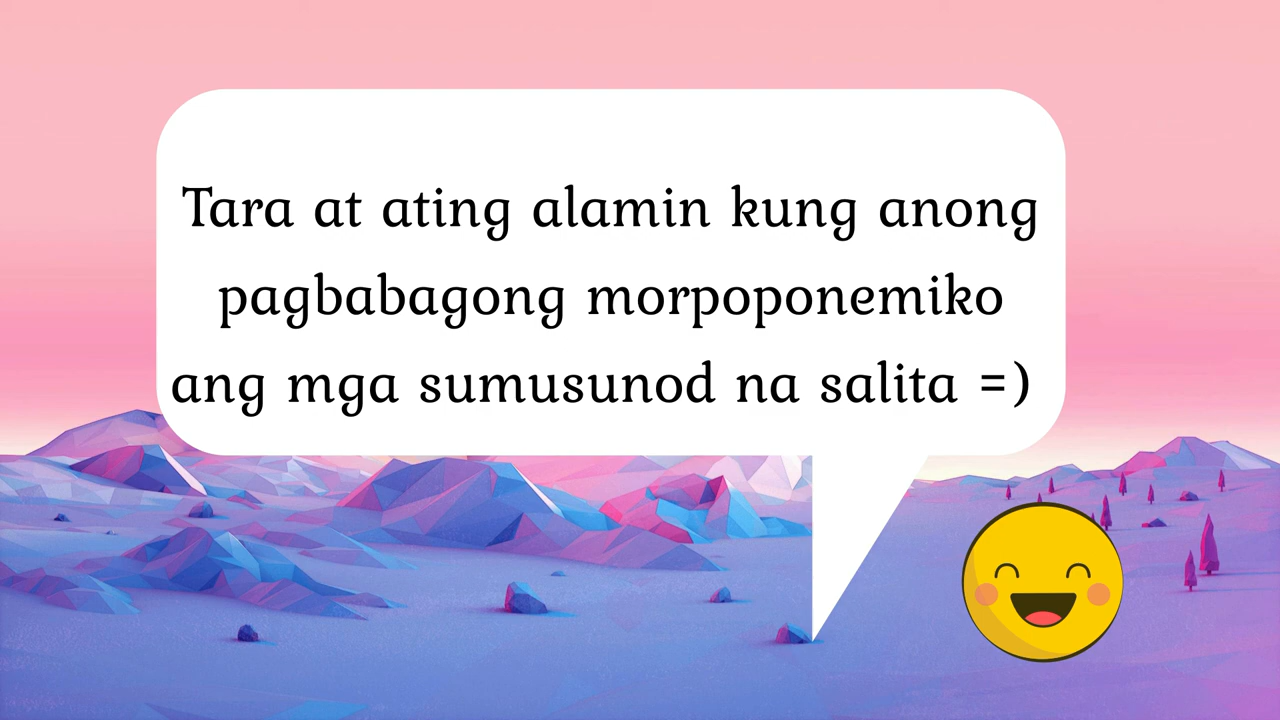 Tara at ating alamin kung anong
pagbabagong morpoponemiko
ang mga sumusunod na salita =)